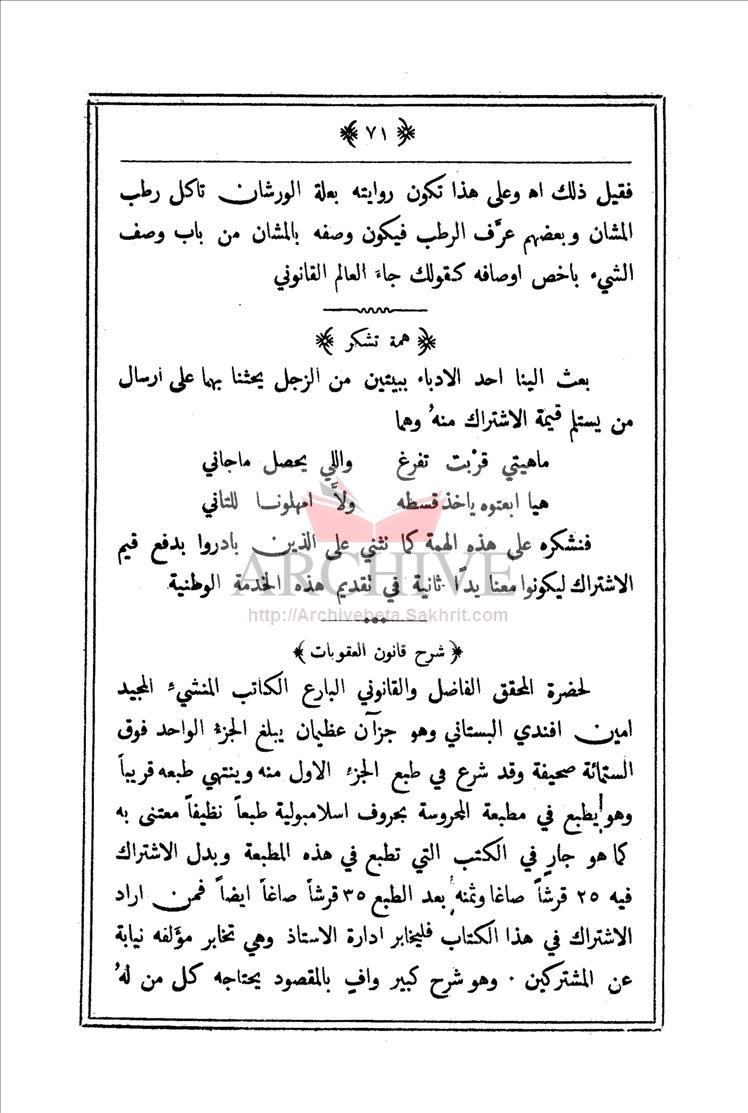 ﴿ ٧١ ﴾
فقيل ذلك اه وعلى هذا تكون روايته بعلة الورشان تاكل رطب
المشان وبعضهم عرَّف الرطب فيكون وصفه بالمشان من باب وصف
الشيء باخص اوصافه كقولك جاءَ العالم القانوني
﴿ همة تشكر ﴾
بعث الينا احد الادباء ببيتين من الزجل يحثنا بهما على ارسال
من يستلم قيمة الاشتراك منهُ وهما
ماهيتي قرْبت تفرغ واللي يحصل ماجاني
هيا ابعتوه ياخذ قسطه ولاَّ امهلونا للتاني
فنشكره على هذه الهمة كما نثني على الذين بادروا بدفع قيم
الاشتراك ليكونوا معنا يداً ثانية في تقديم هذه الخدمة الوطنية
ARCHIVE
http://Archivebeta.Sakhrit.com
﴿ شرح قانون العقوبات ﴾
لحضرة المحقق الفاضل والقانوني البارع الكاتب المنشيء المجيد
امين افندي البستاني وهو جزآن عظيمان يبلغ الجزءُ الواحد فوق
الستمائة صحيفة وقد شرع في طبع الجزء الاول منه وينتهي طبعه قريباً
وهو يطبع في مطبعة المحروسة بحروف اسلامبولية طبعاً نظيفاً معتنى به
كما هو جارٍ في الكتب التي تطبع في هذه المطبعة وبدل الاشتراك
فيه ٢٥ قرشاً صاغا وثمنه بعد الطبع ٣٥ قرشاً صاغاً ايضاً فمن اراد
الاشتراك في هذا الكتاب فليخابر ادارة الاستاذ وهي تخابر مؤلفه نيابة
عن المشتركين · وهو شرح كبير وافٍ بالمقصود يحتاجه كل من لهُ